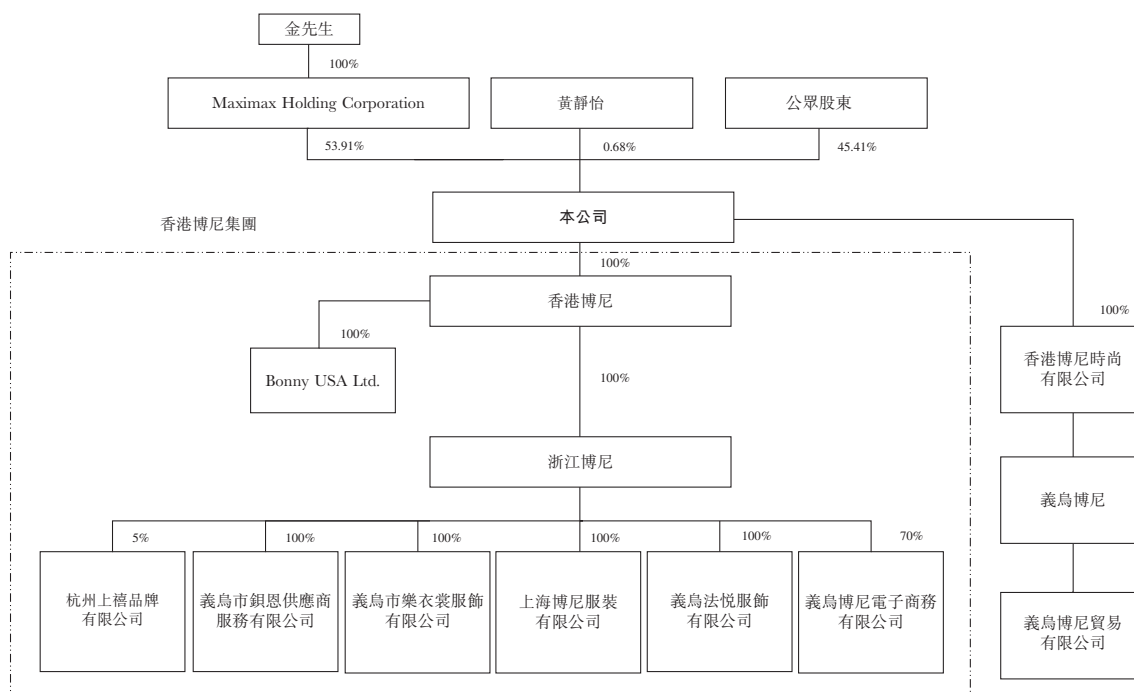 金先生
100%
Maximax Holding Corporation
黃靜怡
公眾股東
53.91%
0.68%
45.41%
本公司
香港博尼集團
100%
香港博尼
100%
Bonny USA Ltd.
100%
100%
香港博尼時尚
有限公司
浙江博尼
義烏博尼
5%
100%
100%
100%
100%
70%
杭州上禧品牌
有限公司
義烏市鋇恩供應商
服務有限公司
義烏市樂衣裳服飾
有限公司
上海博尼服裝
有限公司
義烏法悅服飾
有限公司
義烏博尼電子商務
有限公司
義烏博尼貿易
有限公司